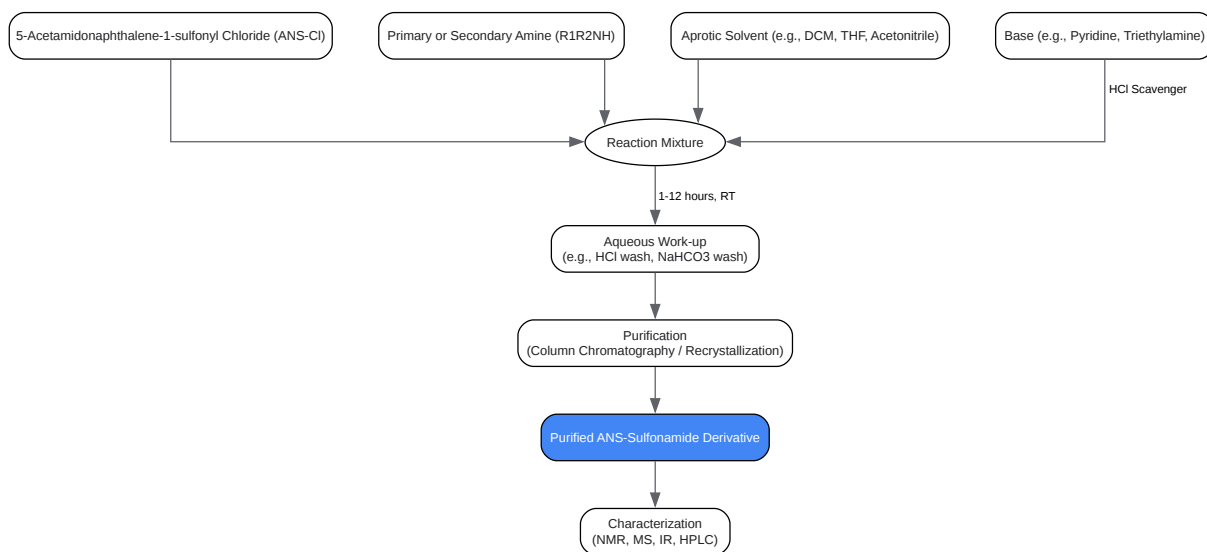 5-Acetamidonaphthalene-1-sulfonyl Chloride (ANS-Cl)
Primary or Secondary Amine (R1R2NH)
Aprotic Solvent (e.g., DCM, THF, Acetonitrile)
Base (e.g., Pyridine, Triethylamine)
HCl Scavenger
Reaction Mixture
1-12 hours, RT
Aqueous Work-up
(e.g., HCl wash, NaHCO3 wash)
Purification
(Column Chromatography / Recrystallization)
Purified ANS-Sulfonamide Derivative
Characterization
(NMR, MS, IR, HPLC)